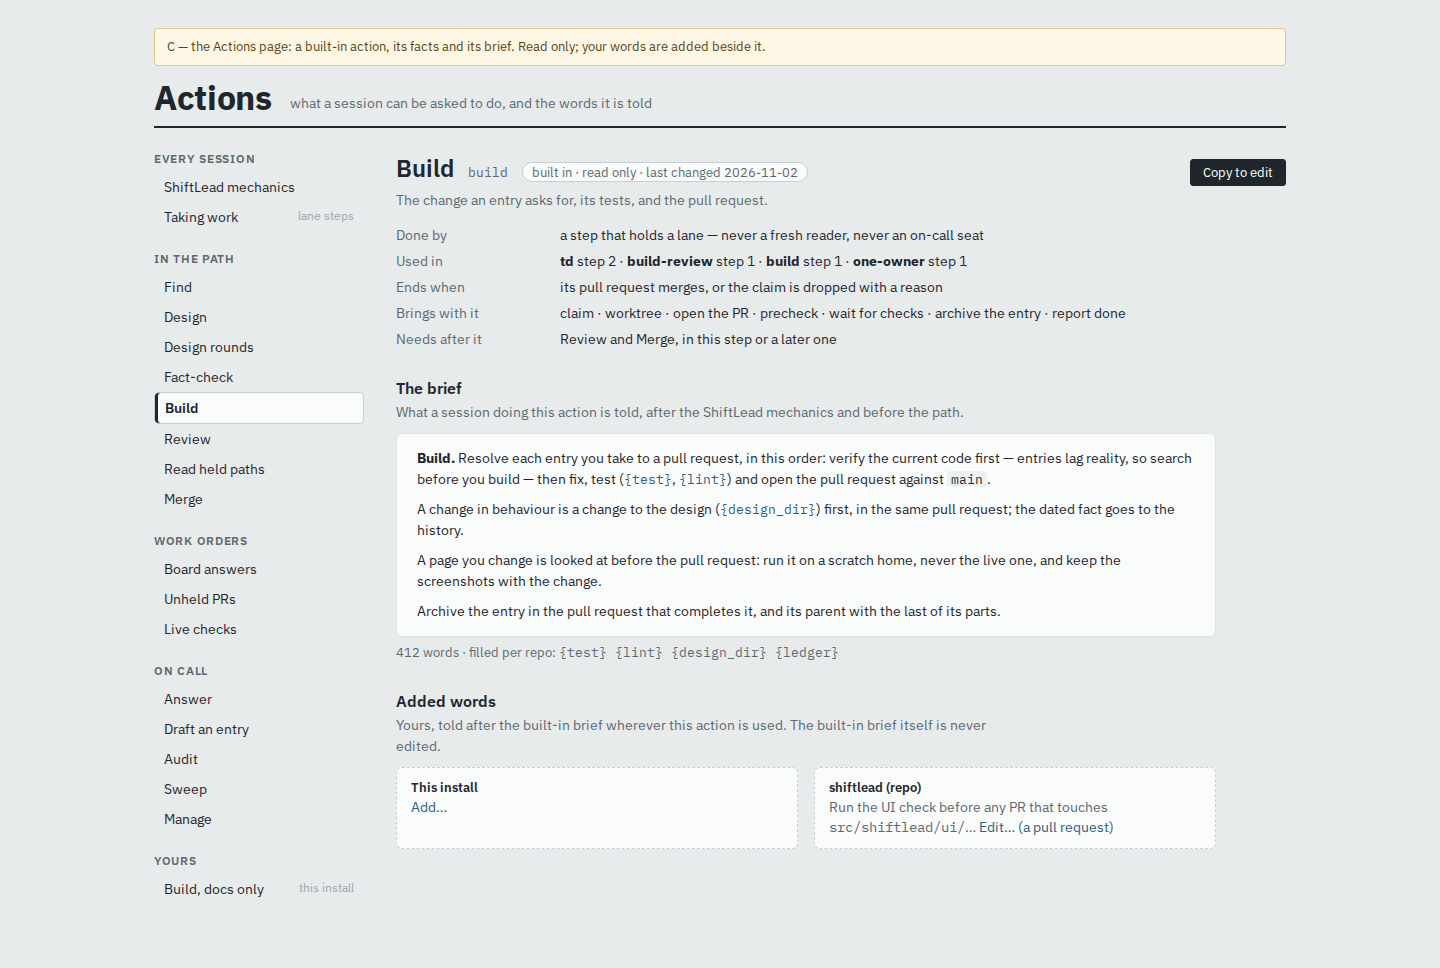 C — the Actions page: a built-in action, its facts and its brief. Read only; your words are added beside it.
Actions what a session can be asked to do, and the words it is told
EVERY SESSION
ShiftLead mechanics
Taking work lane steps
IN THE PATH
Find
Design
Design rounds
Fact-check
Build
Review
Read held paths
Merge
WORK ORDERS
Board answers
Unheld PRs
Live checks
ON CALL
Answer
Draft an entry
Audit
Sweep
Manage
YOURS
Build, docs only this install
Build build built in · read only · last changed 2026-11-02 Copy to edit
The change an entry asks for, its tests, and the pull request.
Done by a step that holds a lane — never a fresh reader, never an on-call seat
Used in td step 2 · build-review step 1 · build step 1 · one-owner step 1
Ends when its pull request merges, or the claim is dropped with a reason
Brings with it claim · worktree · open the PR · precheck · wait for checks · archive the entry · report done
Needs after it Review and Merge, in this step or a later one
The brief
What a session doing this action is told, after the ShiftLead mechanics and before the path.
Build. Resolve each entry you take to a pull request, in this order: verify the current code first — entries lag reality, so search
before you build — then fix, test ({test}, {lint}) and open the pull request against main.
A change in behaviour is a change to the design ({design_dir}) first, in the same pull request; the dated fact goes to the
history.
A page you change is looked at before the pull request: run it on a scratch home, never the live one, and keep the
screenshots with the change.
Archive the entry in the pull request that completes it, and its parent with the last of its parts.
412 words · filled per repo: {test} {lint} {design_dir} {ledger}
Added words
Yours, told after the built-in brief wherever this action is used. The built-in brief itself is never
edited.
This install
Add…
shiftlead (repo)
Run the UI check before any PR that touches
src/shiftlead/ui/… Edit… (a pull request)